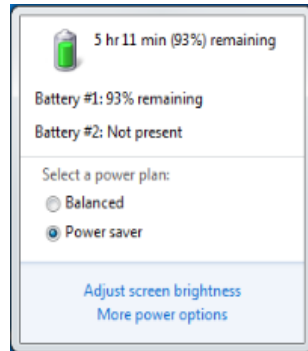 5 hr 11 min (93%) remaining
Battery #1: 93% remaining
Battery #2: Not present
Select a power plan:
Balanced
Power saver
Adjust screen brightness
More power options